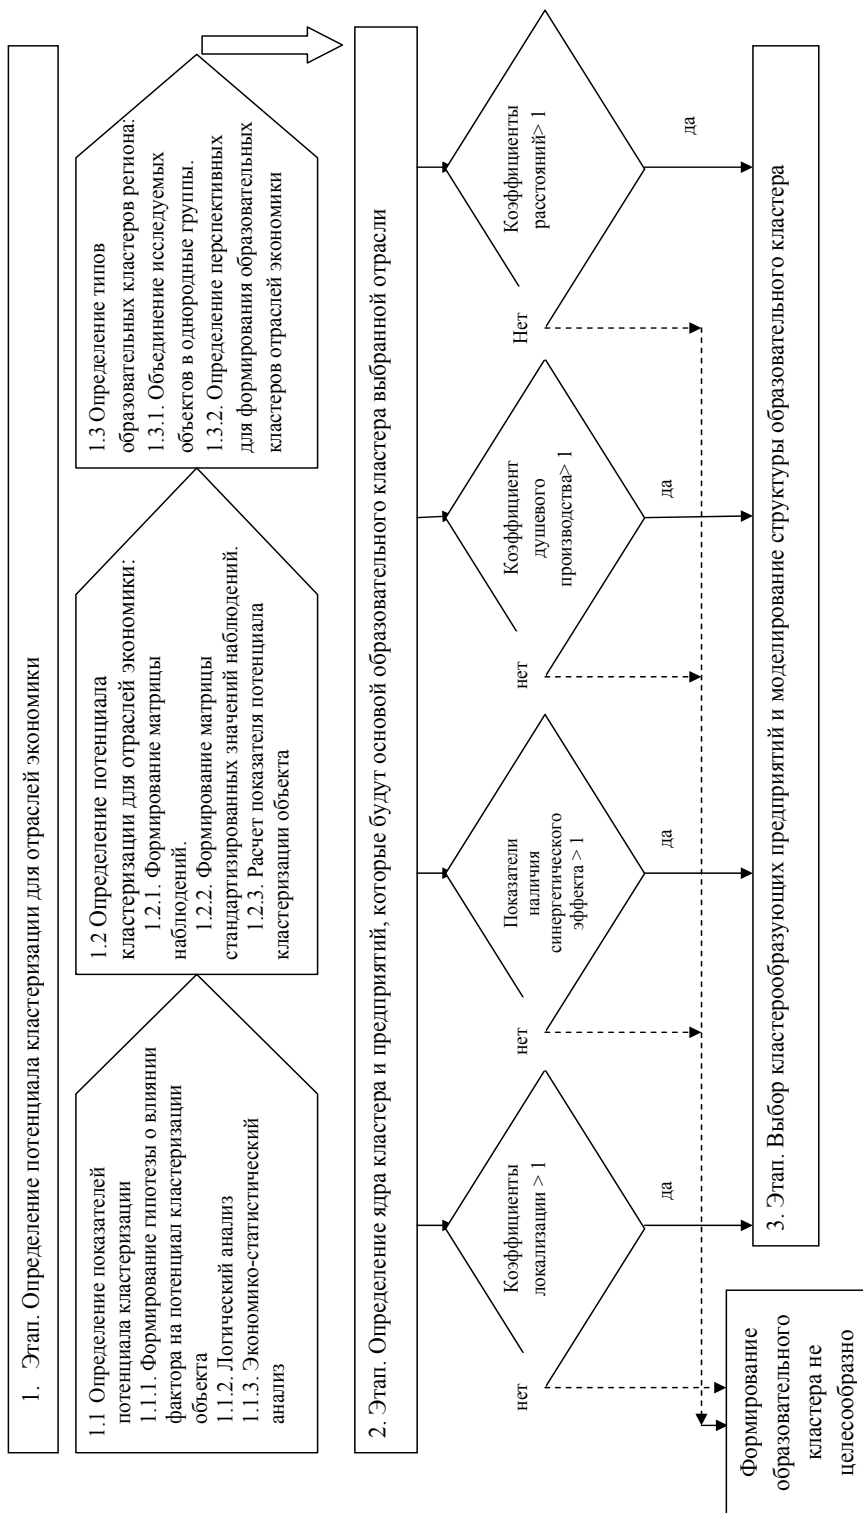 1. Этап. Определение потенциала кластеризации для отраслей экономики
1.1 Определение показателей
потенциала кластеризации
1.1.1. Формирование гипотезы о влиянии
фактора на потенциал кластеризации
объекта
1.1.2. Логический анализ
1.1.3. Экономико-статистический
анализ
1.2 Определение потенциала
кластеризации для отраслей экономики:
1.2.1. Формирование матрицы
наблюдений.
1.2.2. Формирование матрицы
стандартизированных значений наблюдений.
1.2.3. Расчет показателя потенциала
кластеризации объекта
1.3 Определение типов
образовательных кластеров региона:
1.3.1. Объединение исследуемых
объектов в однородные группы.
1.3.2. Определение перспективных
для формирования образовательных
кластеров отраслей экономики
2. Этап. Определение ядра кластера и предприятий, которые будут основой образовательного кластера выбранной отрасли
Коэффициенты
локализации > 1
нет
да
Показатели
наличия
синергетического
эффекта > 1
нет
да
Коэффициент
душевого
производства> 1
нет
да
Коэффициенты
расстояний> 1
Нет
да
3. Этап. Выбор кластерообразующих предприятий и моделирование структуры образовательного кластера
Формирование
образовательного
кластера не
целесообразно